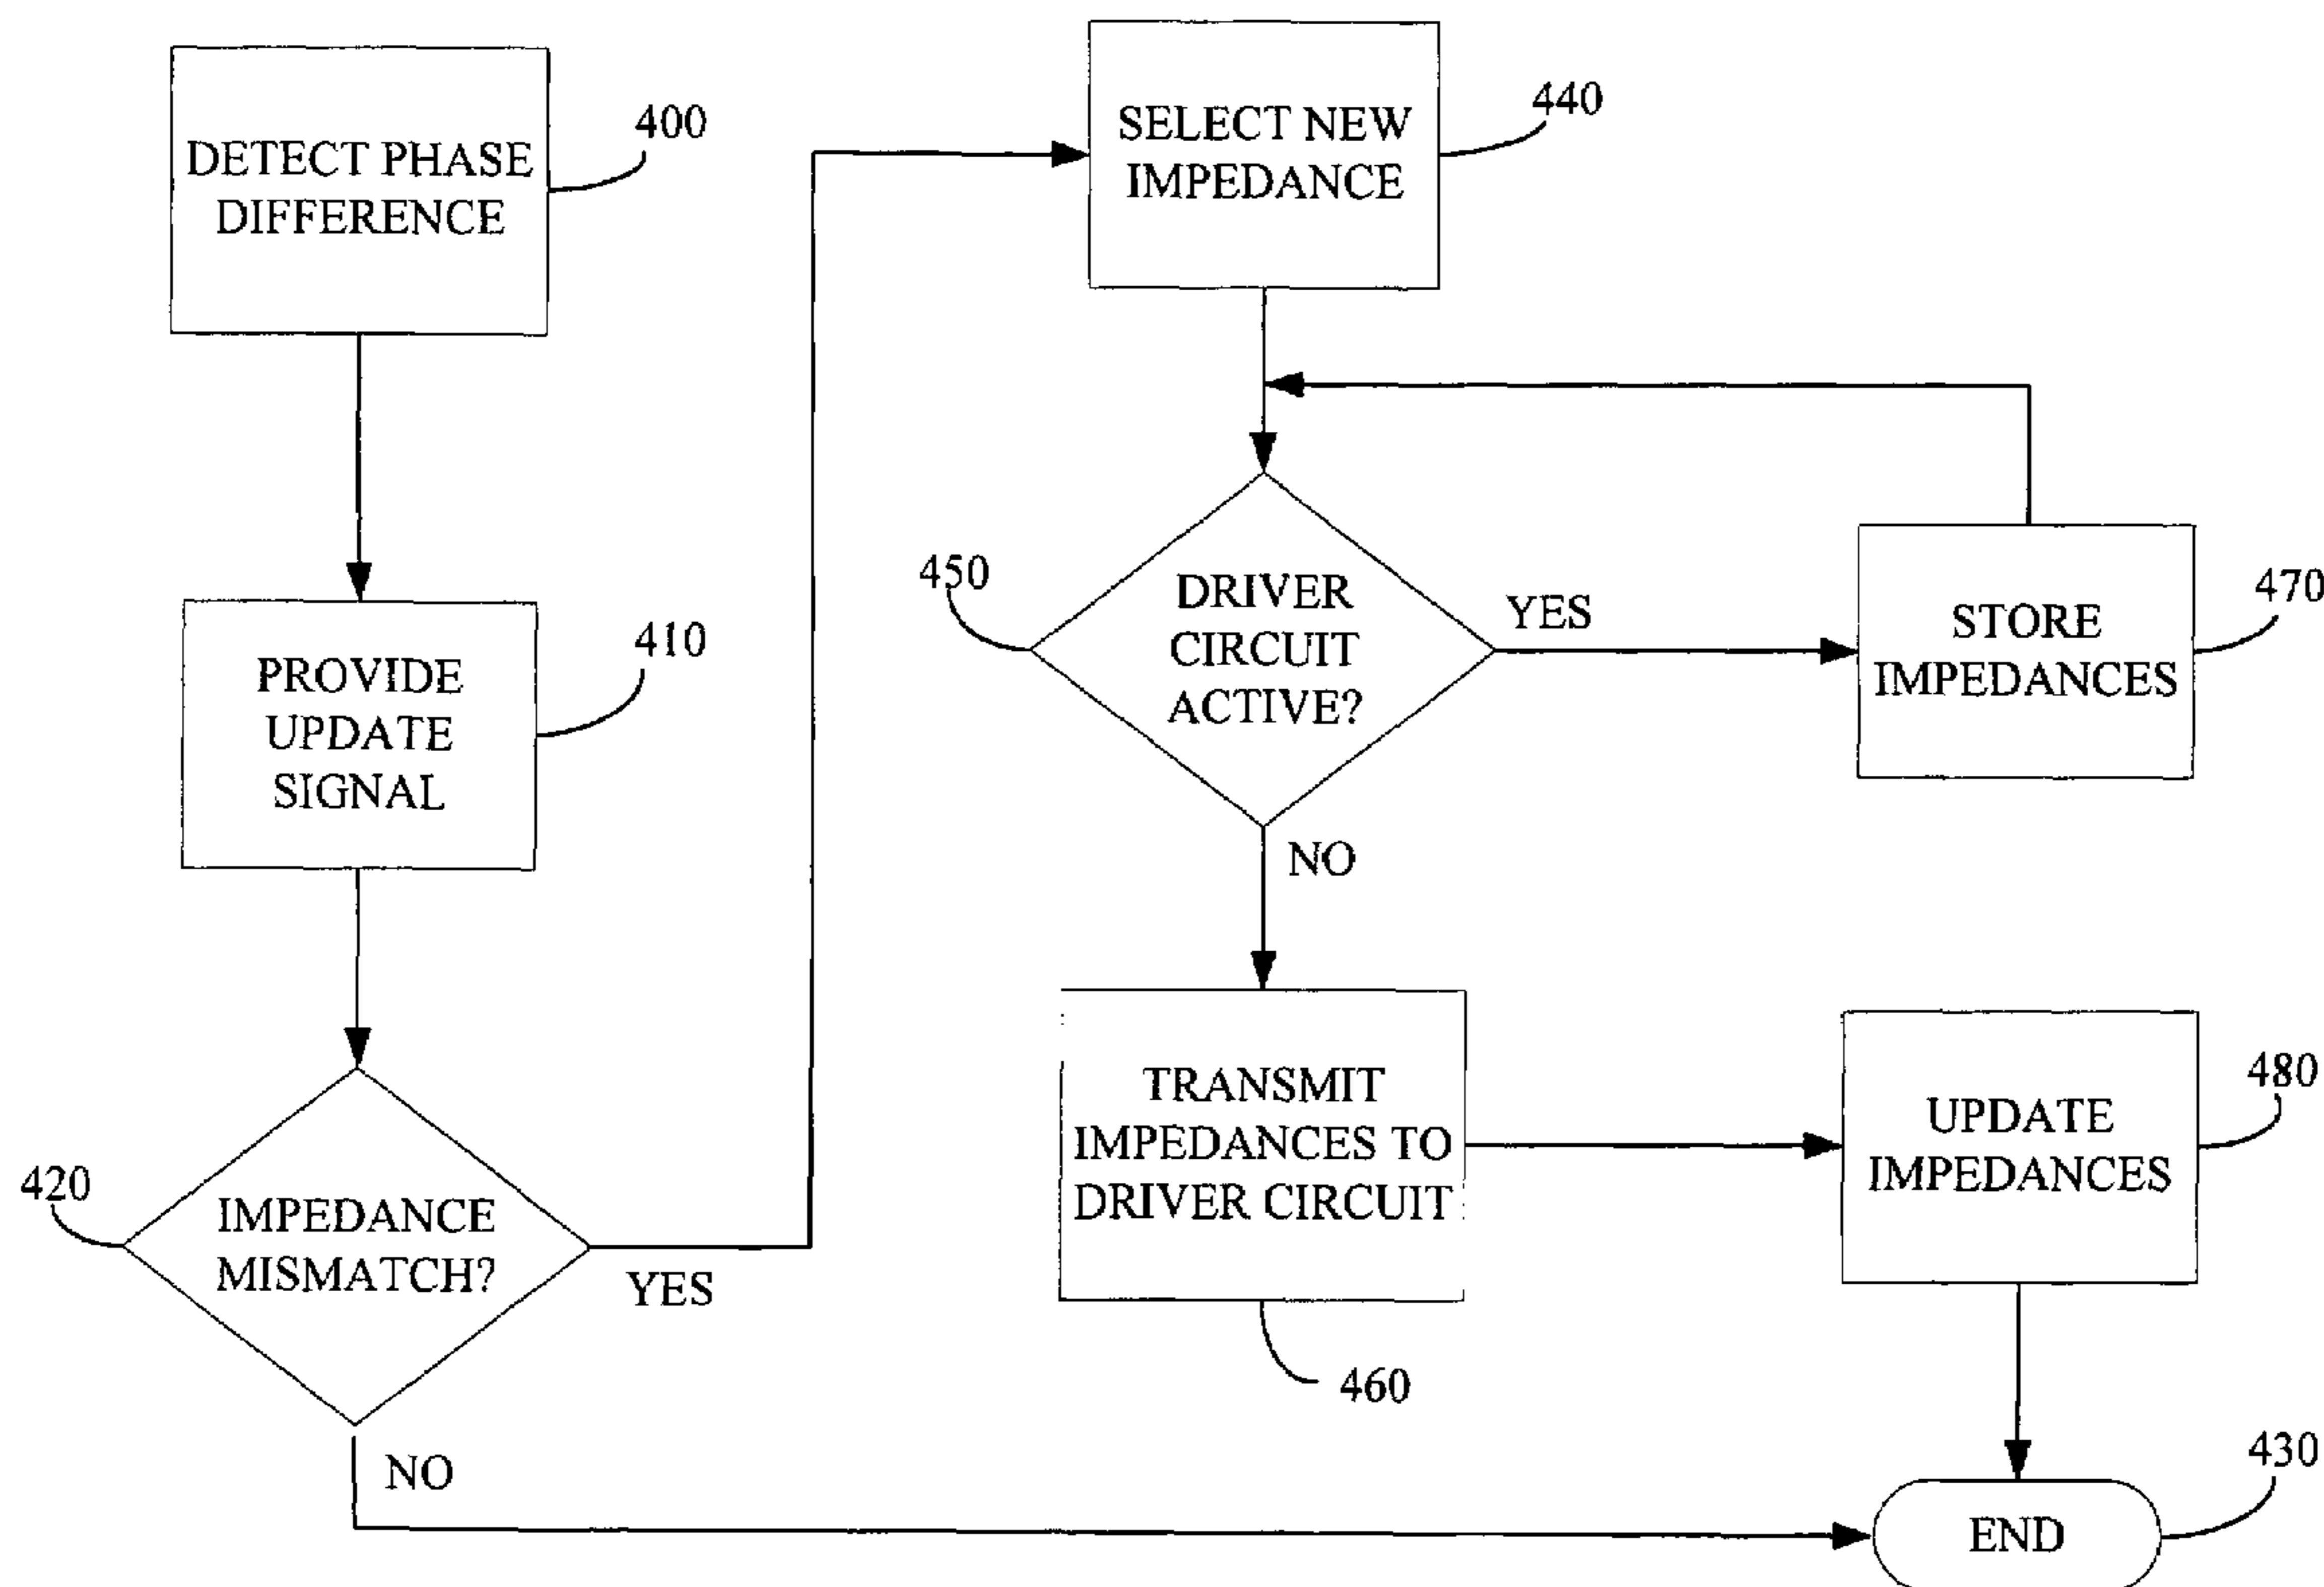 DETECT PHASE
DIFFERENCE
400
PROVIDE
UPDATE
SIGNAL
410
IMPEDANCE
MISMATCH?
420
YES
NO
SELECT NEW
IMPEDANCE
440
DRIVER
CIRCUIT
ACTIVE?
450
YES
NO
STORE
IMPEDANCES
470
TRANSMIT
IMPEDANCES TO
DRIVER CIRCUIT
460
UPDATE
IMPEDANCES
480
END
430